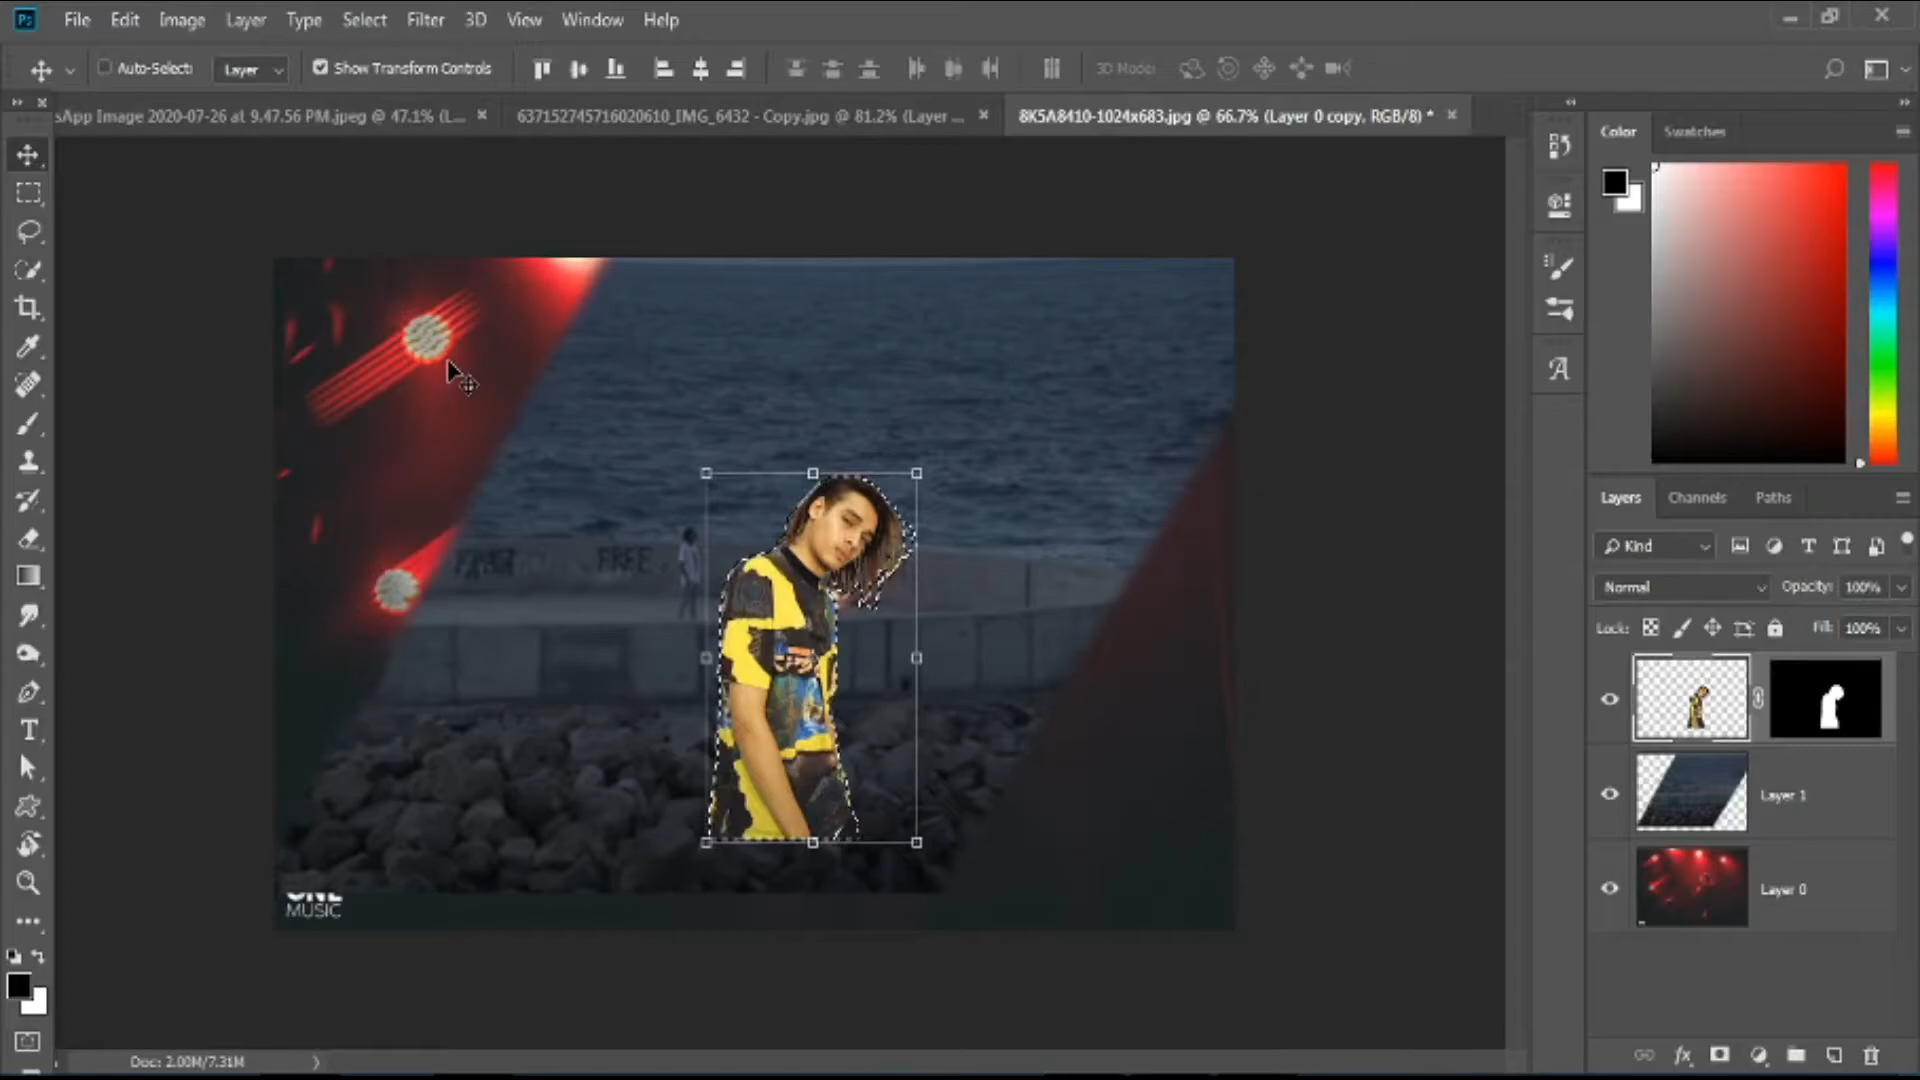 Ps File Edit Image Layer Type Select Filter 3D View Window Help
Auto-Select: Layer Show Transform Controls 3D Mode:
sApp Image 2020-07-26 at 9.47.56 PM.jpeg @ 47.1% (L... × 637152745716020610_IMG_6432 - Copy.jpg @ 81.2% (Layer ... × 8K5A8410-1024x683.jpg @ 66.7% (Layer 0 copy, RGB/8) * ×
Color Swatches
FREE
ONE
MUSIC
Layers Channels Paths
Kind
Normal Opacity: 100%
Lock: Fill: 100%
Layer 1
Layer 0
Doc: 2.00M/7.31M